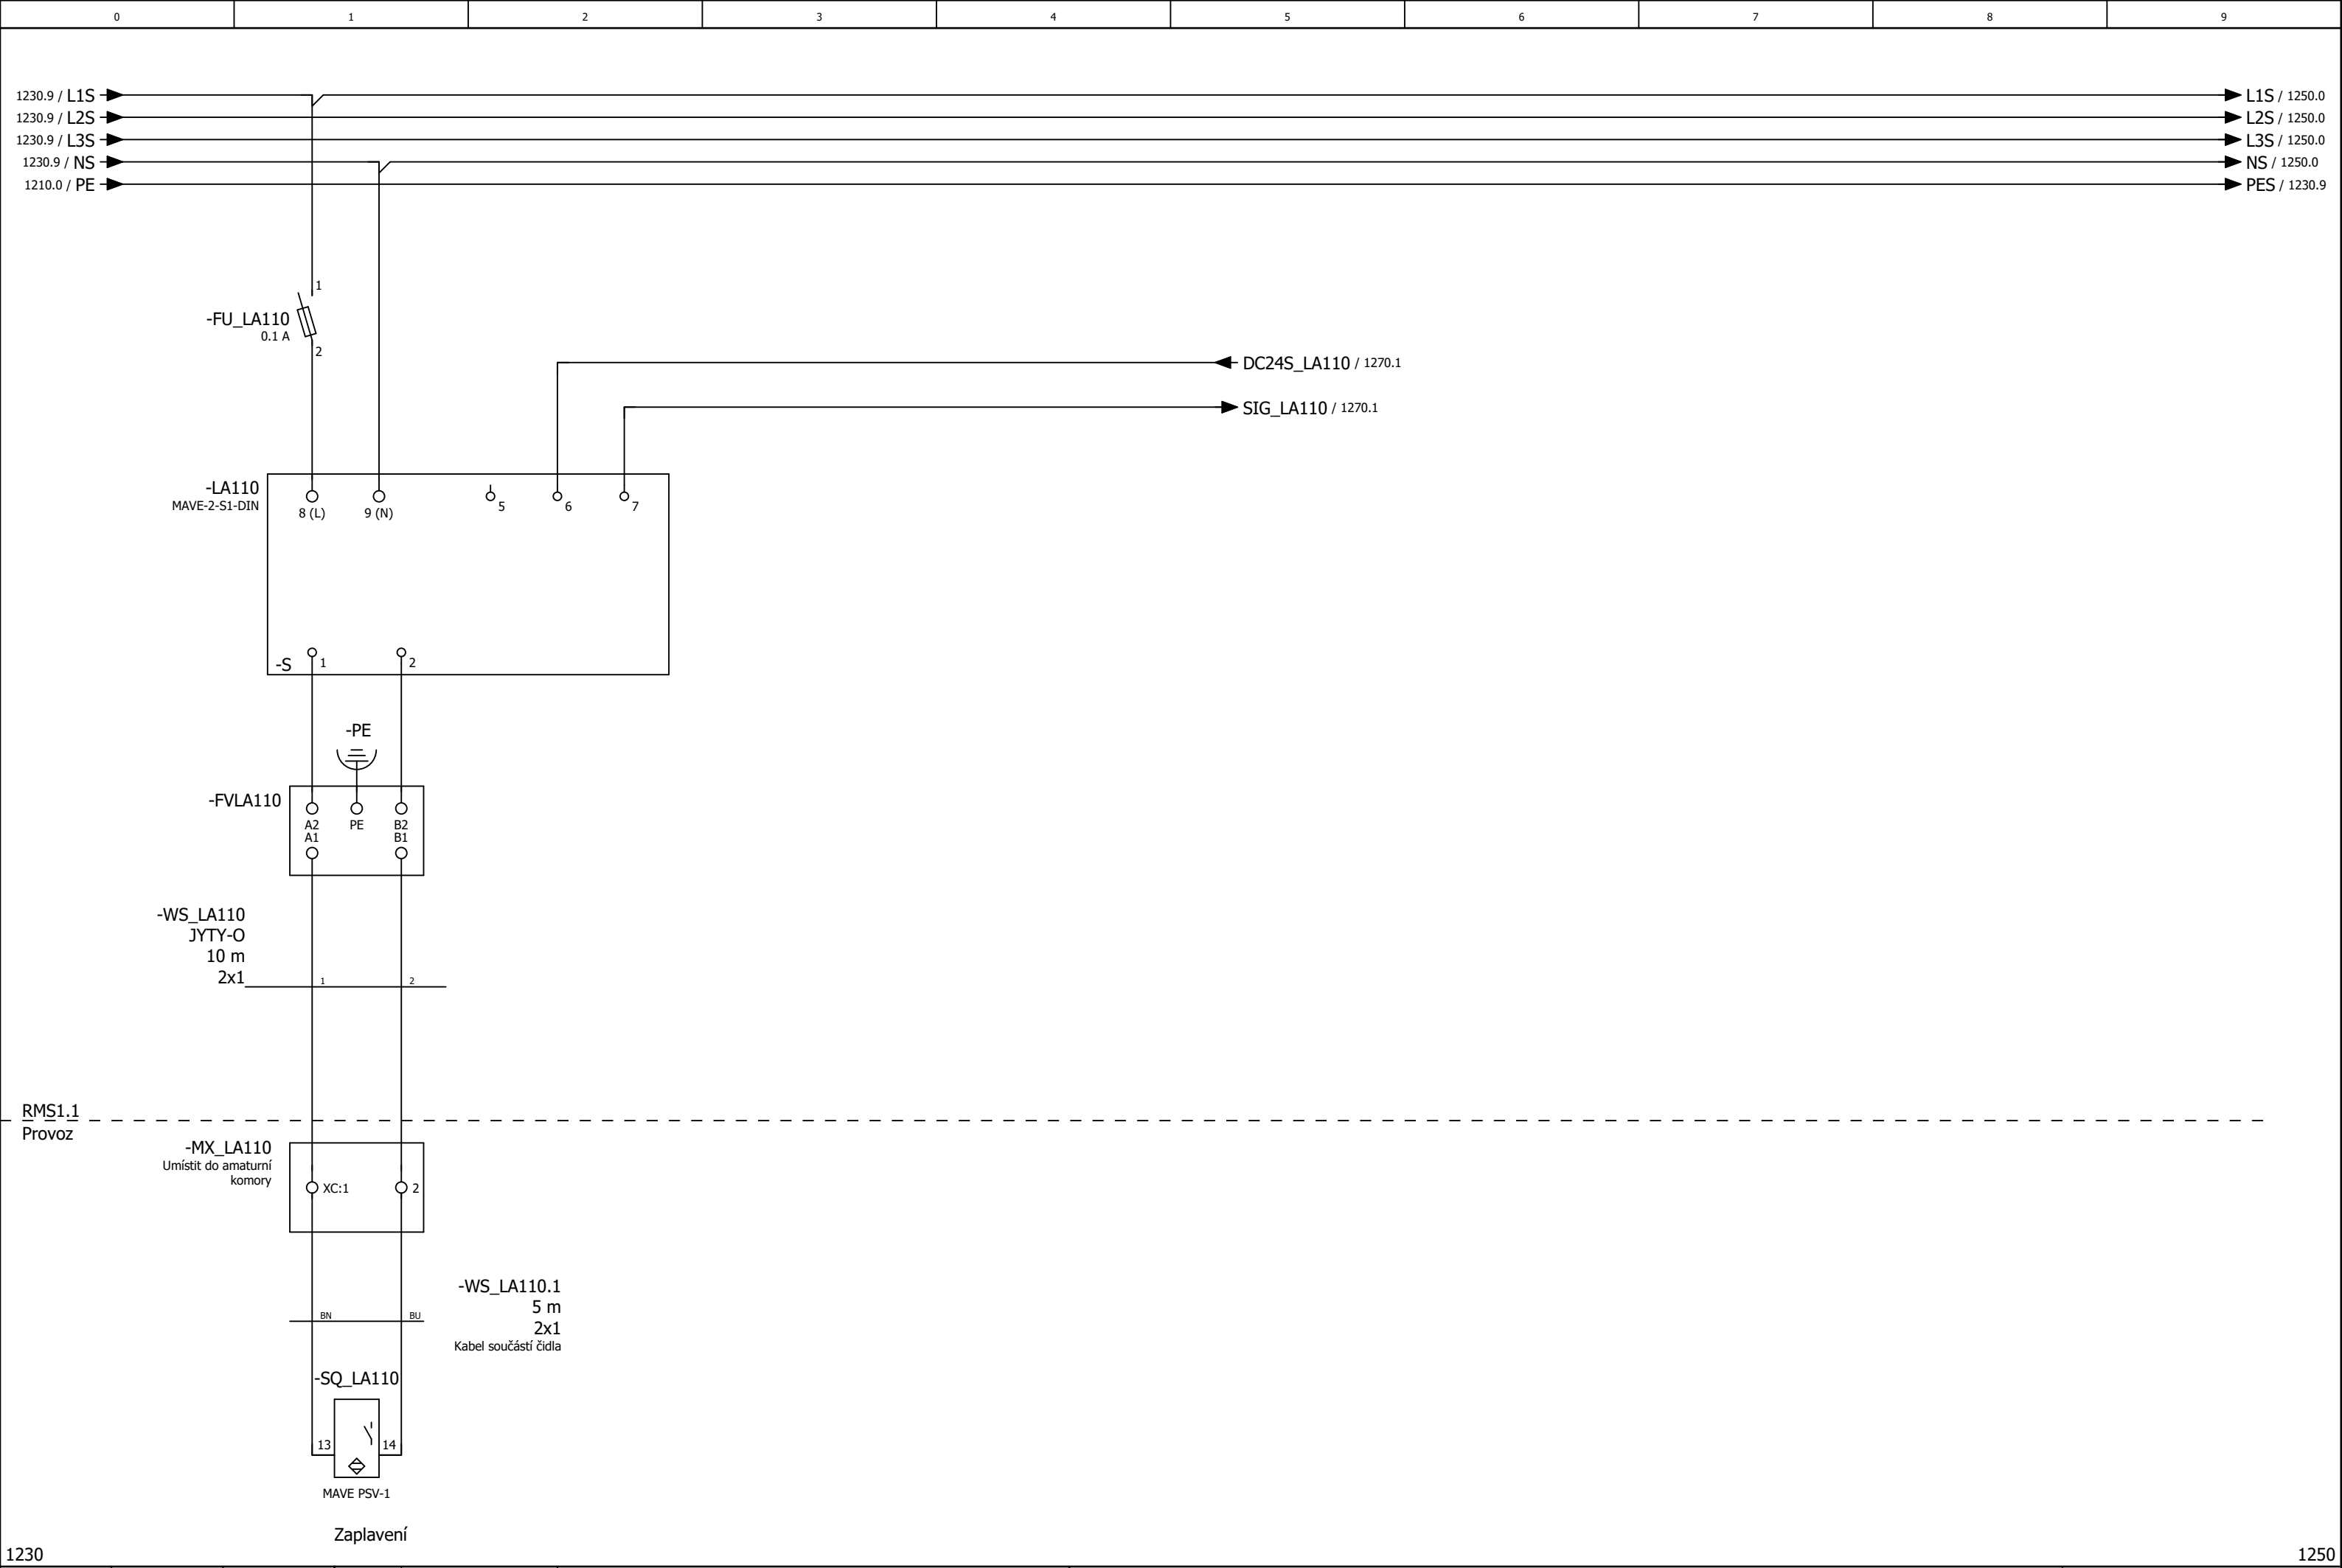 0 1 2 3 4 5 6 7 8 9
1230.9 / L1S L1S / 1250.0
1230.9 / L2S L2S / 1250.0
1230.9 / L3S L3S / 1250.0
1230.9 / NS NS / 1250.0
1210.0 / PE PES / 1230.9
1
-FU_LA110
0.1 A
2
DC24S_LA110 / 1270.1
SIG_LA110 / 1270.1
-LA110
MAVE-2-S1-DIN
8 (L) 9 (N) 5 6 7
-S 1 2
-PE
-FVLA110
A2 PE B2
A1 B1
-WS_LA110
JYTY-O
10 m
2x1
1 2
RMS1.1
Provoz
-MX_LA110
Umístit do amaturní
komory
XC:1 2
-WS_LA110.1
5 m
2x1
Kabel součástí čidla
BN BU
-SQ_LA110
13 14
MAVE PSV-1
Zaplavení
1230 1250